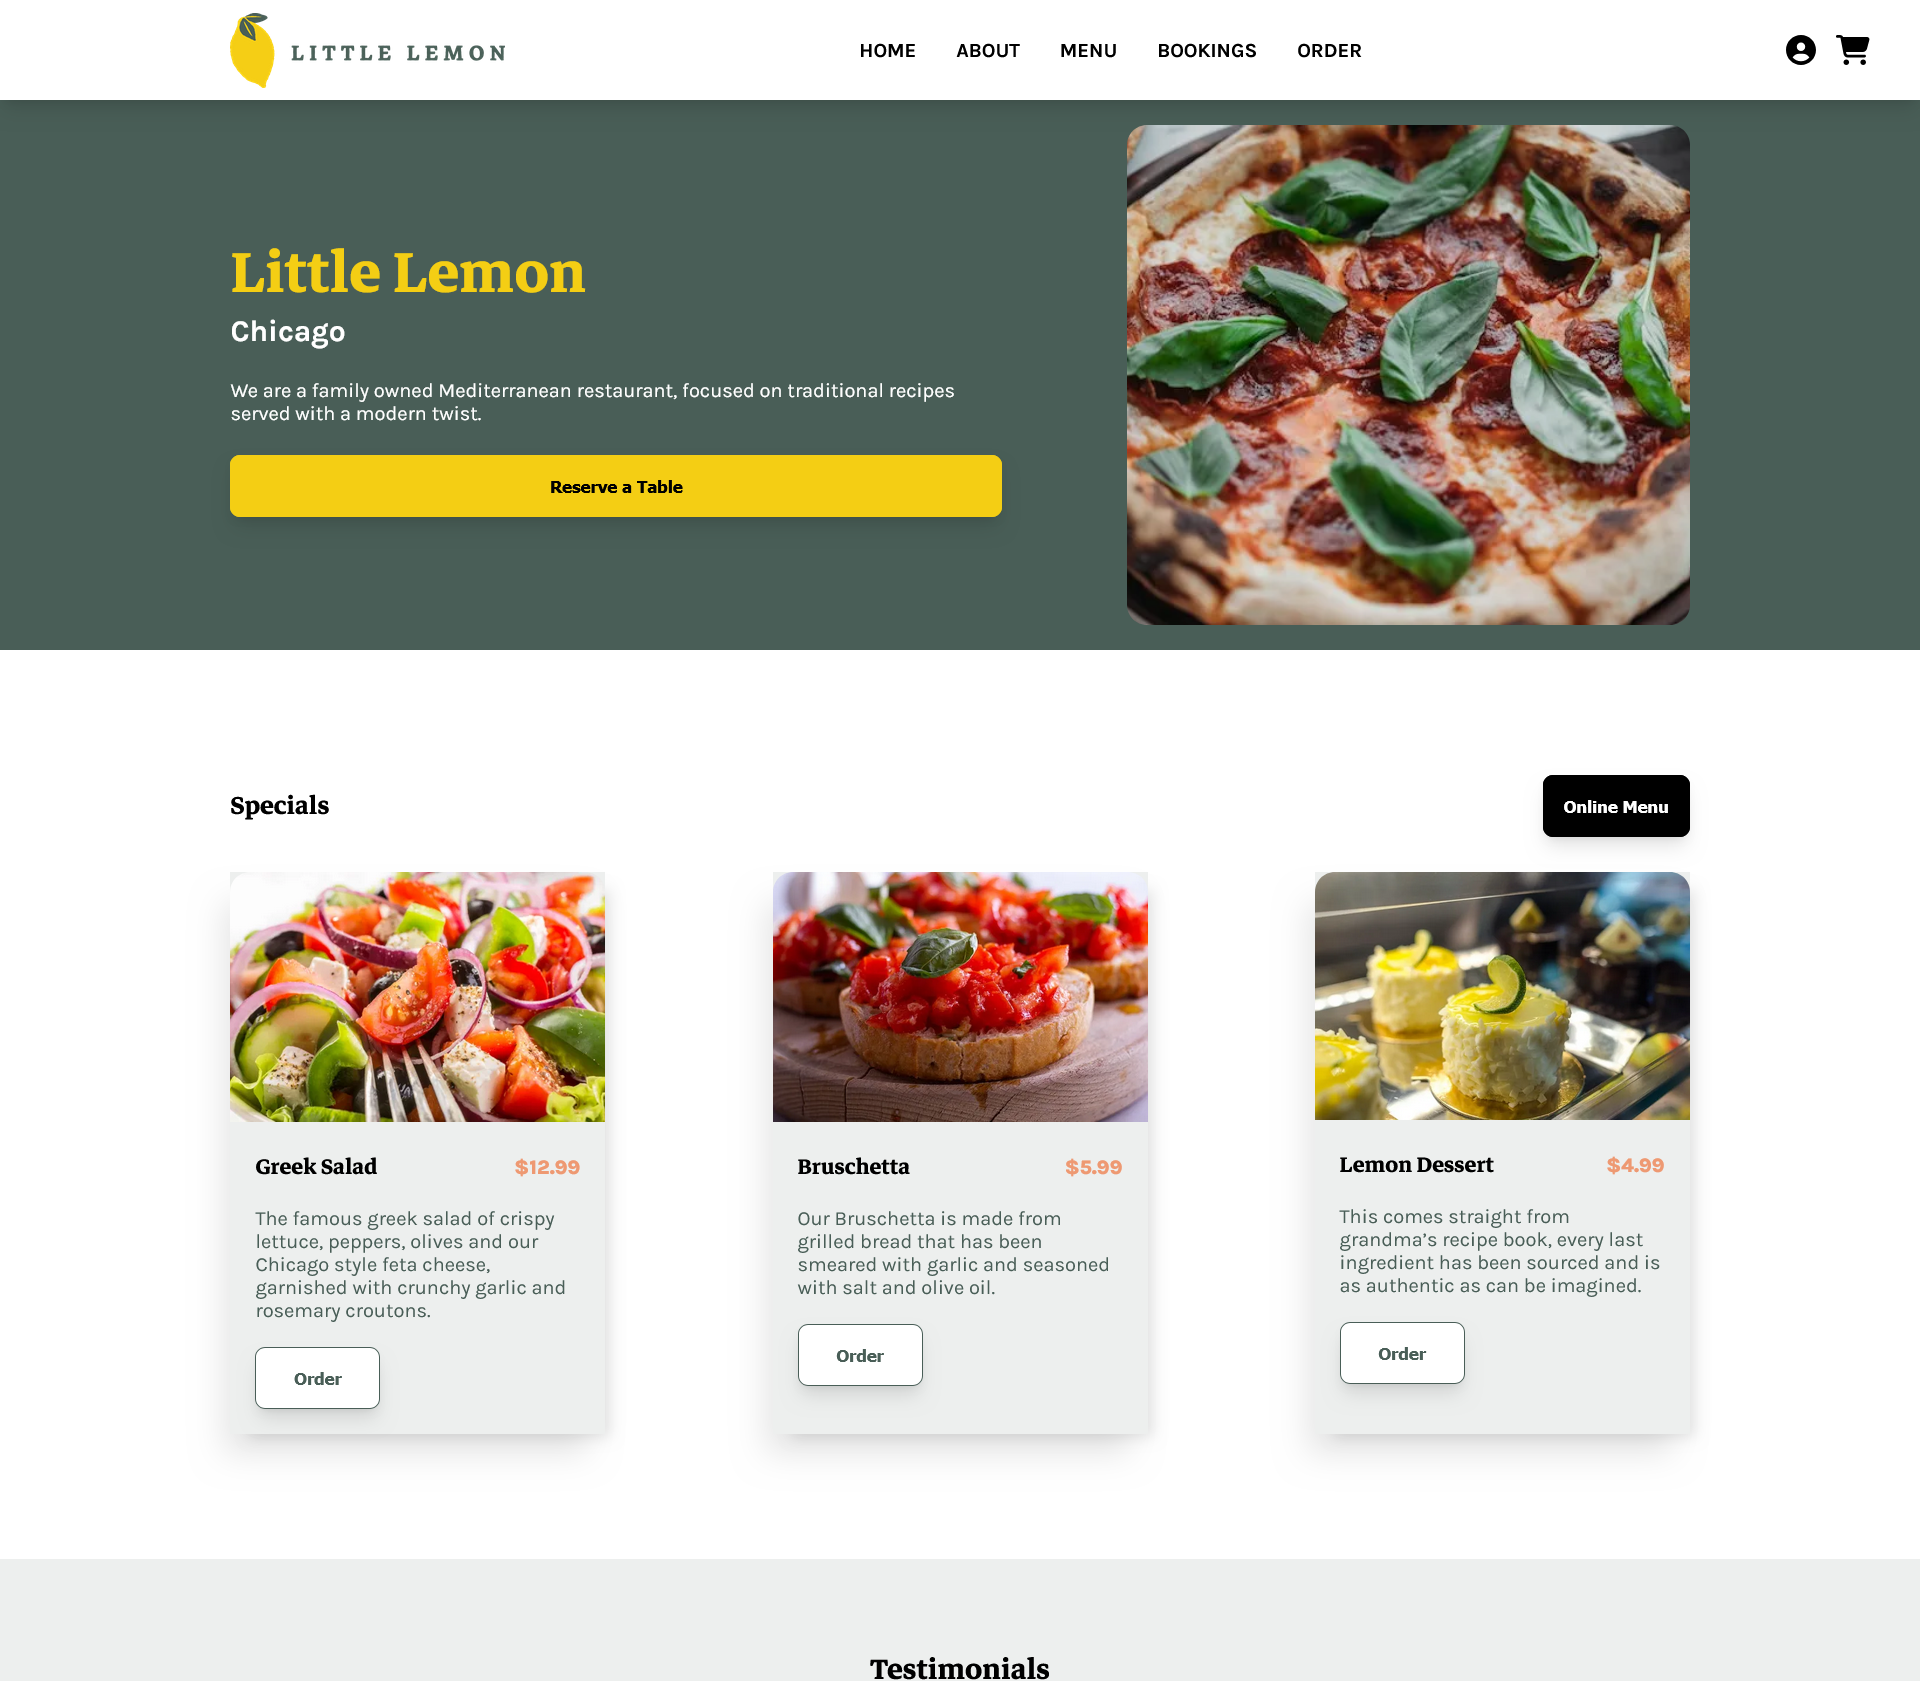 LITTLE LEMON
HOME ABOUT MENU BOOKINGS ORDER
Little Lemon
Chicago
We are a family owned Mediterranean restaurant, focused on traditional recipes
served with a modern twist.
Reserve a Table
Specials
Online Menu
Greek Salad $12.99
The famous greek salad of crispy
lettuce, peppers, olives and our
Chicago style feta cheese,
garnished with crunchy garlic and
rosemary croutons.
Order
Bruschetta $5.99
Our Bruschetta is made from
grilled bread that has been
smeared with garlic and seasoned
with salt and olive oil.
Order
Lemon Dessert $4.99
This comes straight from
grandma’s recipe book, every last
ingredient has been sourced and is
as authentic as can be imagined.
Order
Testimonials